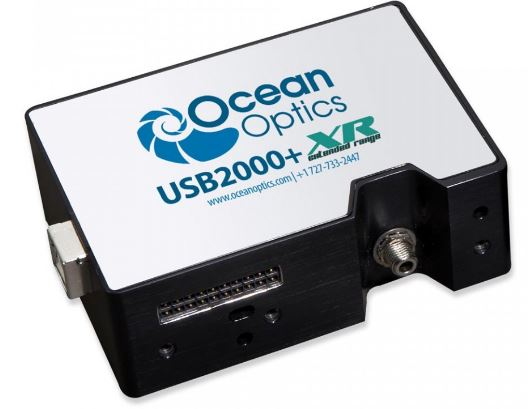 Ocean
Optics
USB2000+ XR
extended range
www.oceanoptics.com | +1 727-733-2447